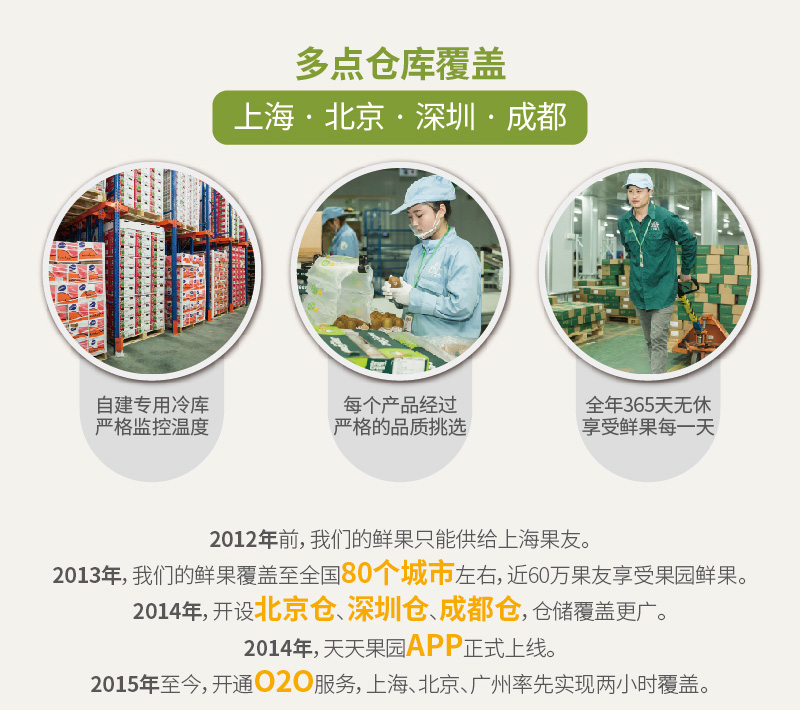 多点仓库覆盖
上海 · 北京 · 深圳 · 成都
自建专用冷库
严格监控温度
每个产品经过
严格的品质挑选
全年365天无休
享受鲜果每一天
2012年前，我们的鲜果只能供给上海果友。
2013年，我们的鲜果覆盖至全国80个城市左右，近60万果友享受果园鲜果。
2014年，开设北京仓、深圳仓、成都仓，仓储覆盖更广。
2014年，天天果园APP正式上线。
2015年至今，开通O2O服务，上海、北京、广州率先实现两小时覆盖。